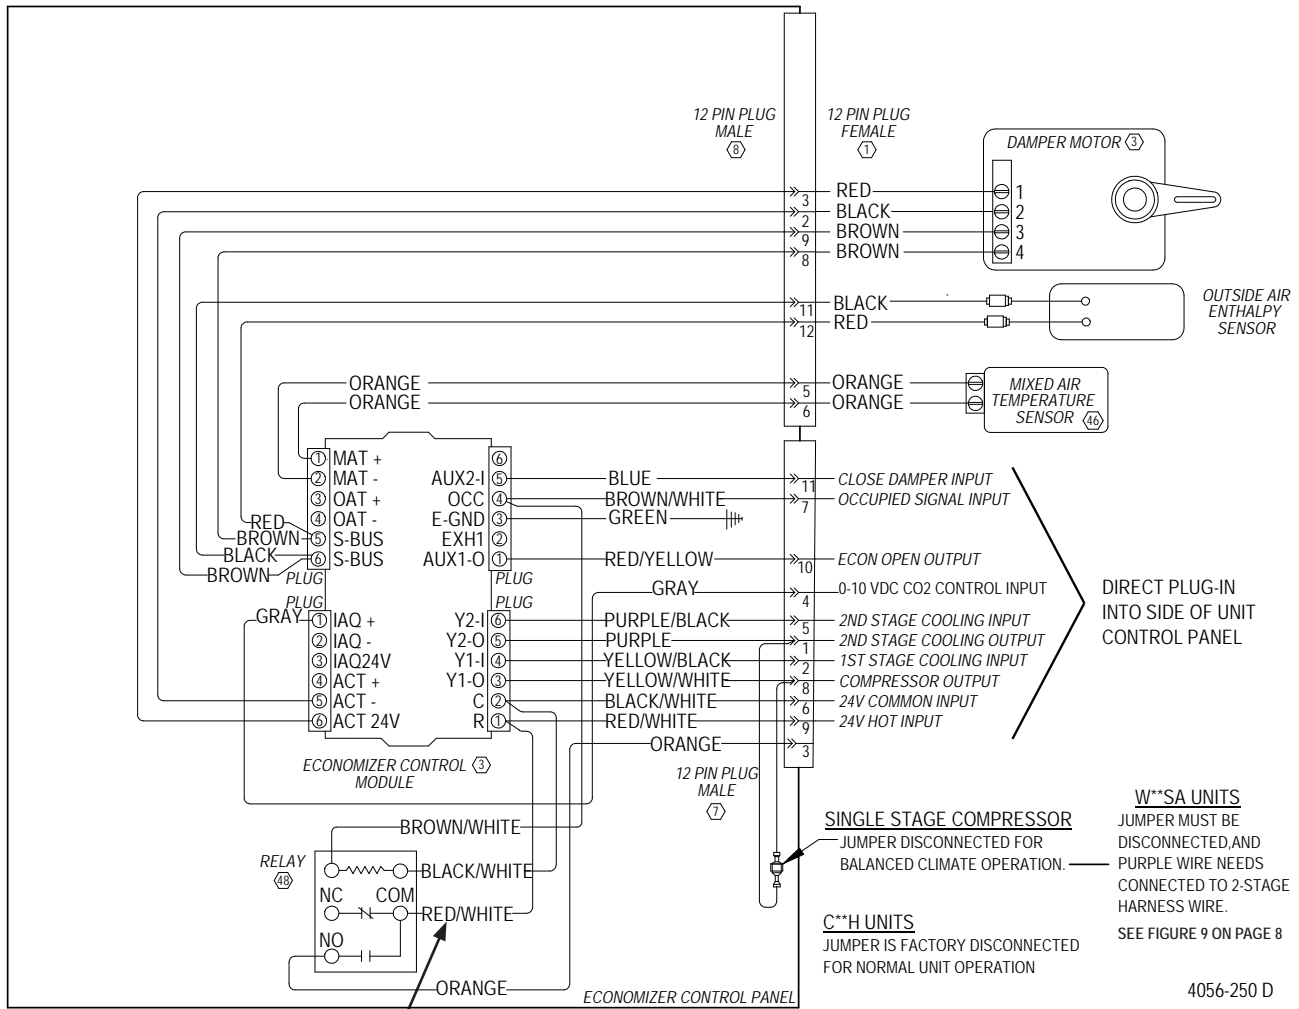 12 PIN PLUG
MALE
8
12 PIN PLUG
FEMALE
1
DAMPER MOTOR 3
3 RED 1
2 BLACK 2
9 BROWN 3
8 BROWN 4
11 BLACK
12 RED
OUTSIDE AIR
ENTHALPY
SENSOR
ORANGE 5 ORANGE
ORANGE 6 ORANGE
MIXED AIR
TEMPERATURE
SENSOR 46
1 MAT +
2 MAT -
3 OAT +
4 OAT -
5 S-BUS
6 S-BUS
RED
BROWN
BLACK
BROWN
PLUG
6
AUX2-I 5 BLUE 11 CLOSE DAMPER INPUT
OCC 4 BROWN/WHITE 7 OCCUPIED SIGNAL INPUT
E-GND 3 GREEN
EXH1 2
AUX1-O 1 RED/YELLOW 10 ECON OPEN OUTPUT
PLUG
GRAY 4 0-10 VDC CO2 CONTROL INPUT
PLUG
PLUG
GRAY 1 IAQ +
2 IAQ -
3 IAQ24V
4 ACT +
5 ACT -
6 ACT 24V
Y2-I 6 PURPLE/BLACK 5 2ND STAGE COOLING INPUT
Y2-O 5 PURPLE 1 2ND STAGE COOLING OUTPUT
Y1-I 4 YELLOW/BLACK 2 1ST STAGE COOLING INPUT
Y1-O 3 YELLOW/WHITE 8 COMPRESSOR OUTPUT
C 2 BLACK/WHITE 6 24V COMMON INPUT
R 1 RED/WHITE 9 24V HOT INPUT
ORANGE 3
DIRECT PLUG-IN
INTO SIDE OF UNIT
CONTROL PANEL
ECONOMIZER CONTROL 3
MODULE
12 PIN PLUG
MALE
7
BROWN/WHITE
RELAY
48
BLACK/WHITE
NC COM
RED/WHITE
NO
ORANGE
ECONOMIZER CONTROL PANEL
SINGLE STAGE COMPRESSOR
JUMPER DISCONNECTED FOR
BALANCED CLIMATE OPERATION.
C**H UNITS
JUMPER IS FACTORY DISCONNECTED
FOR NORMAL UNIT OPERATION
W**SA UNITS
JUMPER MUST BE
DISCONNECTED,AND
PURPLE WIRE NEEDS
CONNECTED TO 2-STAGE
HARNESS WIRE.
SEE FIGURE 9 ON PAGE 8
4056-250 D